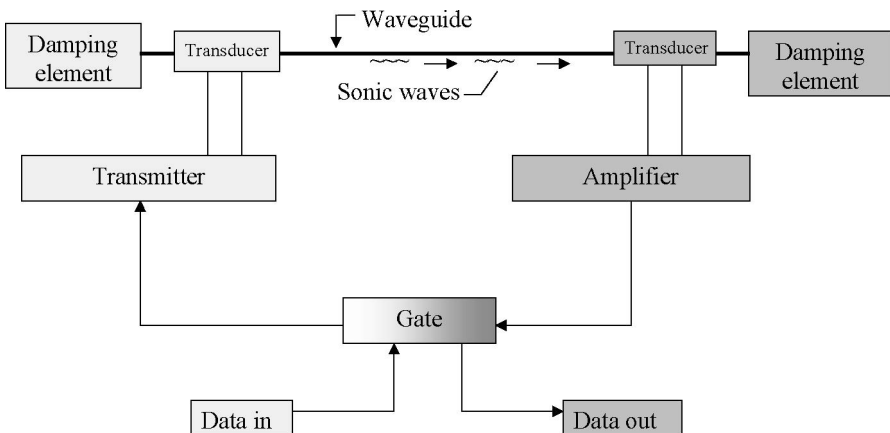 Waveguide
Damping
element
Transducer
Transducer
Damping
element
Sonic waves
Transmitter
Amplifier
Gate
Data in
Data out